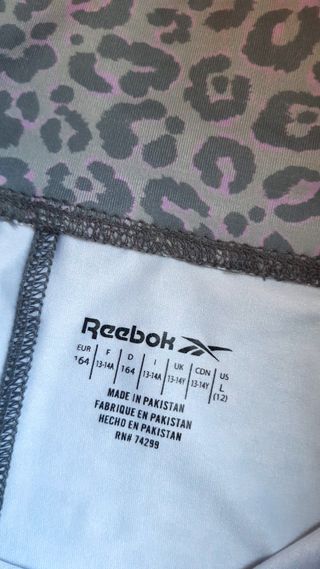 Reebok
EUR F D I UK CDN US
164 13-14A 164 13-14A 13-14Y 13-14Y L
(12)
MADE IN PAKISTAN
FABRIQUE EN PAKISTAN
HECHO EN PAKISTAN
RN# 74299